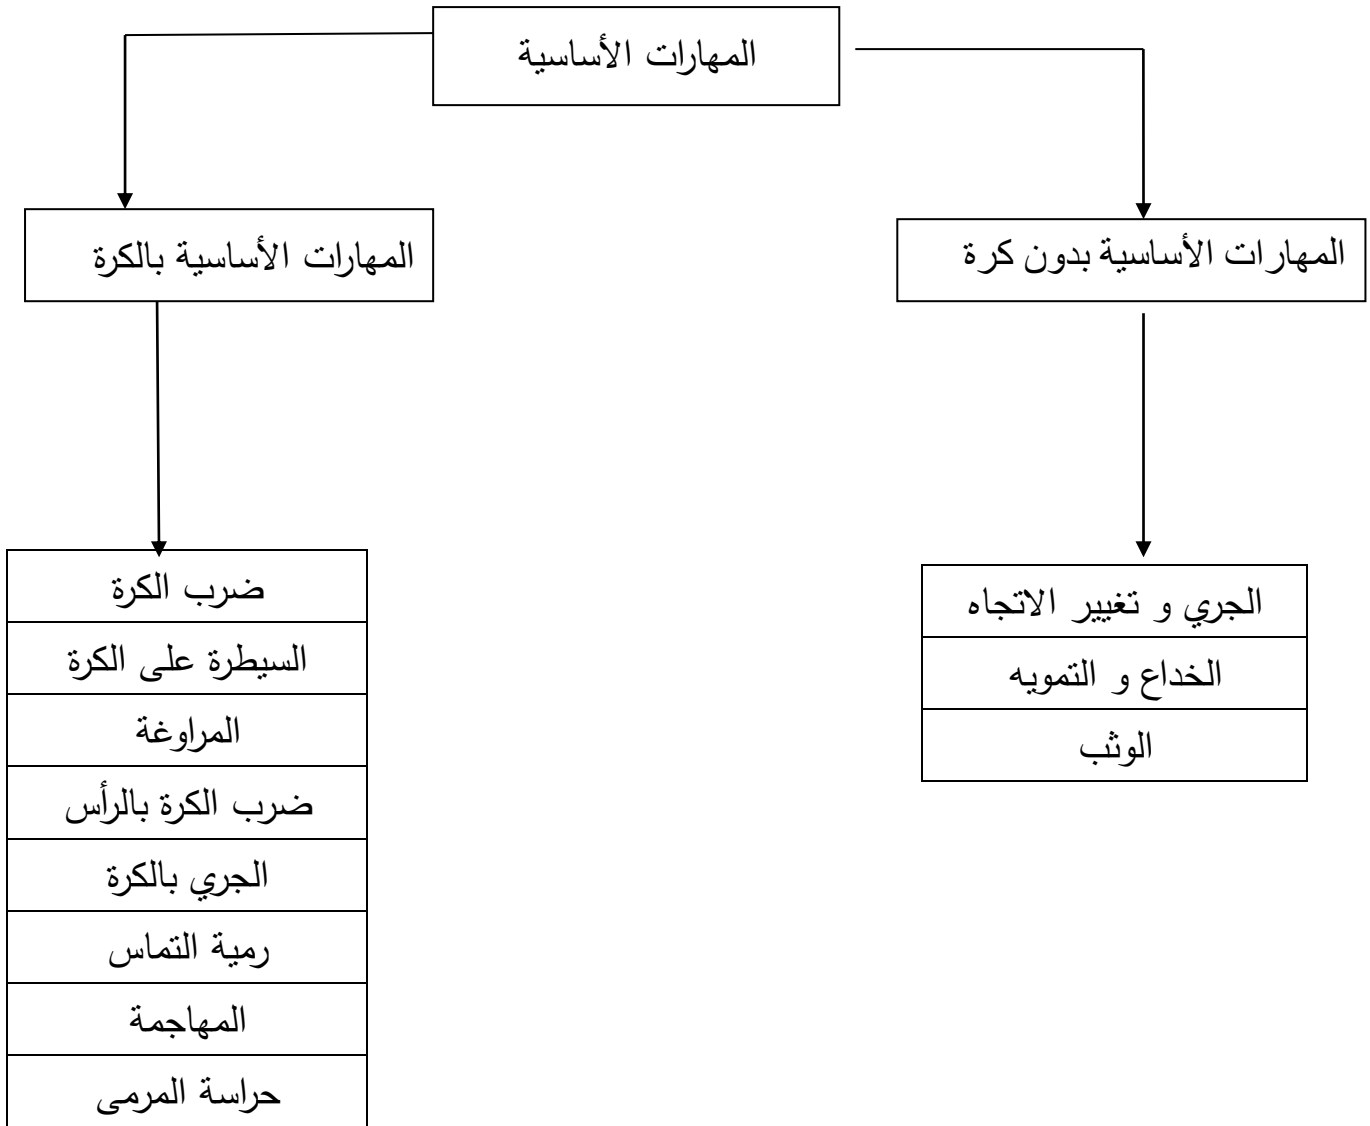 المهارات الأساسية
المهارات الأساسية بدون كرة
المهارات الأساسية بالكرة
الجري و تغيير الاتجاه
الخداع و التمويه
الوثب
ضرب الكرة
السيطرة على الكرة
المراوغة
ضرب الكرة بالرأس
الجري بالكرة
رمية التماس
المهاجمة
حراسة المرمى